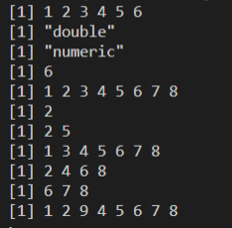 [1] 1 2 3 4 5 6
[1] "double"
[1] "numeric"
[1] 6
[1] 1 2 3 4 5 6 7 8
[1] 2
[1] 2 5
[1] 1 3 4 5 6 7 8
[1] 2 4 6 8
[1] 6 7 8
[1] 1 2 9 4 5 6 7 8